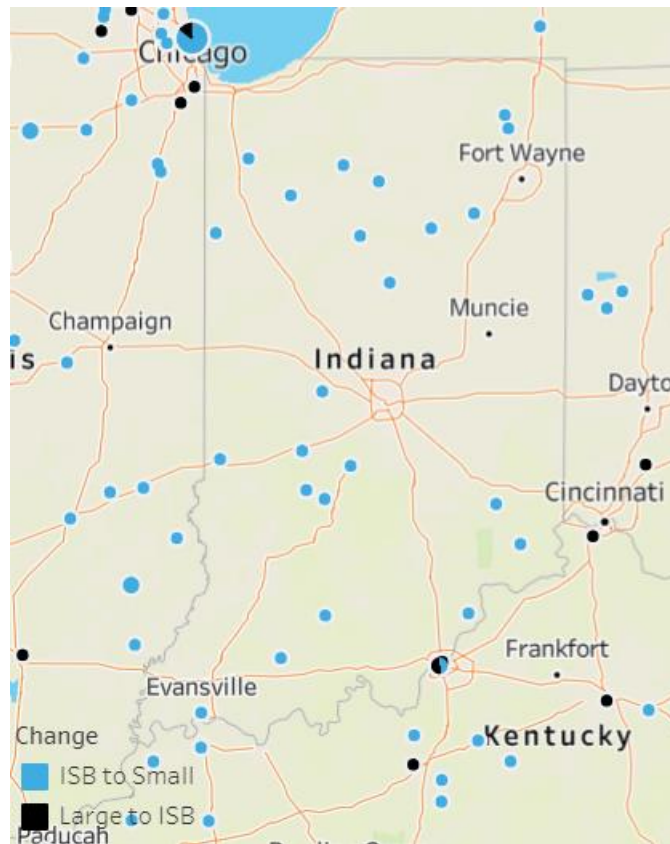 Chicago
Fort Wayne
Champaign
Muncie
is
Indiana
Dayto
Cincinnati
Frankfort
Evansville
Change
Kentucky
ISB to Small
Large to ISB
Paducah